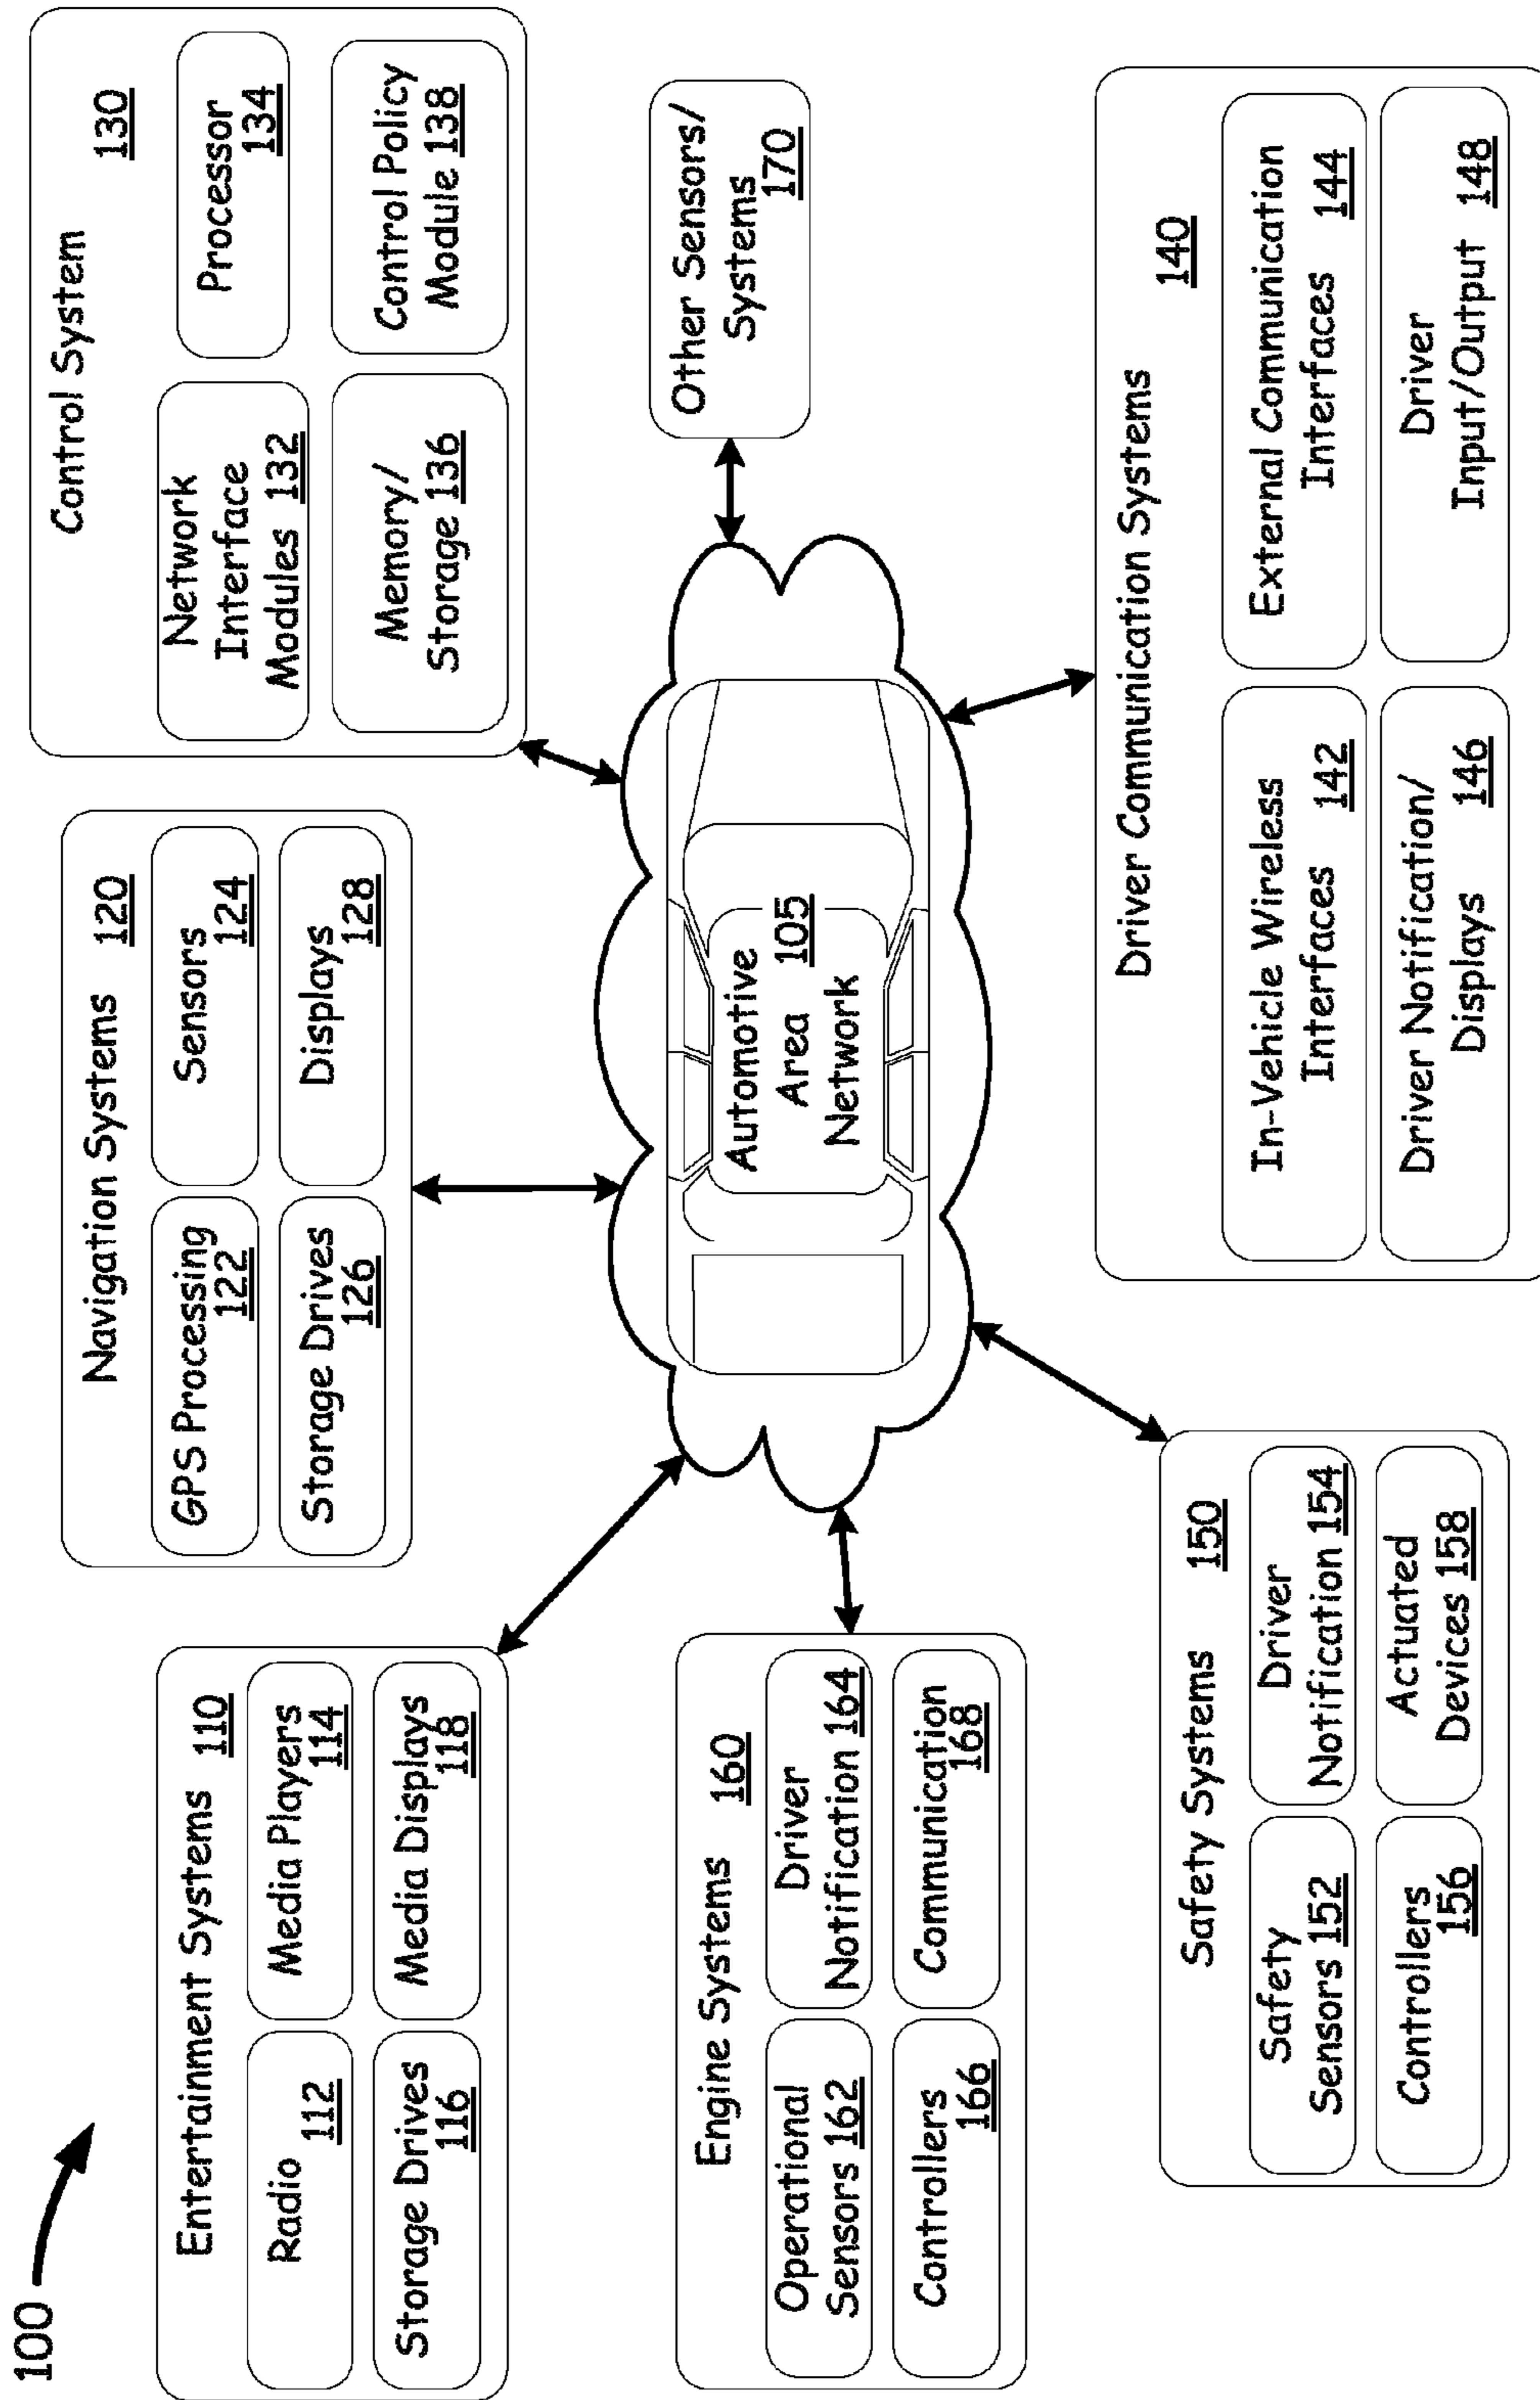 100
Entertainment Systems 110
Radio
112
Media Players
114
Storage Drives
116
Media Displays
118
Navigation Systems
120
GPS Processing
122
Sensors
124
Storage Drives
126
Displays
128
Control System
130
Network
Interface
Modules 132
Processor
134
Memory/
Storage 136
Control Policy
Module 138
Engine Systems 160
Operational
Sensors 162
Driver
Notification 164
Controllers
166
Communication
168
Automotive
Area 105
Network
Other Sensors/
Systems
170
Safety Systems 150
Safety
Sensors 152
Driver
Notification 154
Controllers
156
Actuated
Devices 158
Driver Communication Systems
140
In-Vehicle Wireless
Interfaces 142
External Communication
Interfaces 144
Driver Notification/
Displays 146
Driver
Input/Output 148